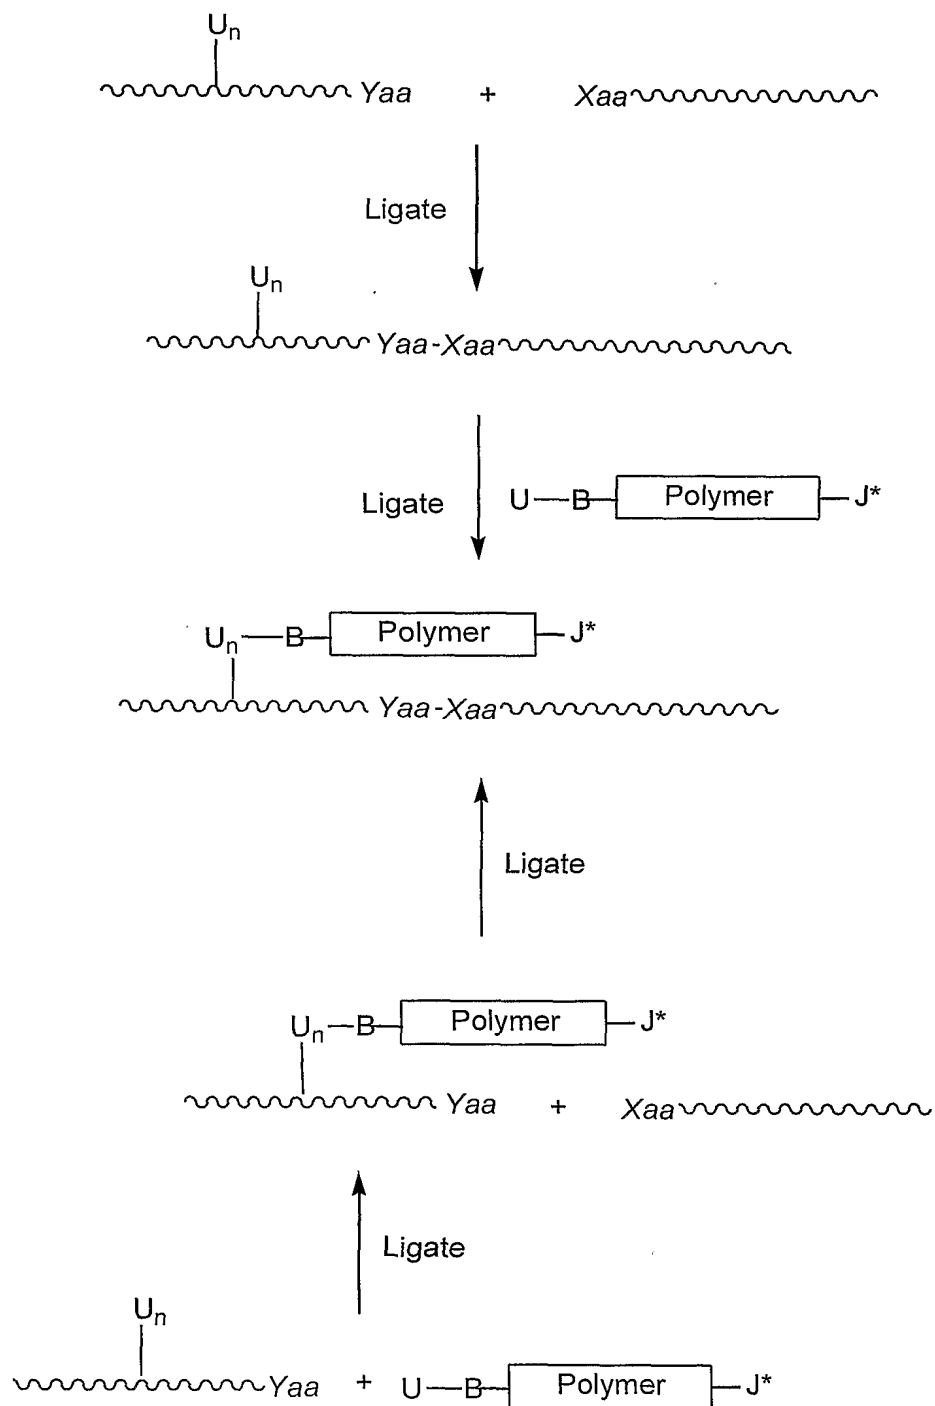 Un
Yaa + Xaa
Ligate
Un
Yaa-Xaa
Ligate U—B—Polymer—J*
Un—B—Polymer—J*
Yaa-Xaa
Ligate
Un—B—Polymer—J*
Yaa + Xaa
Ligate
Un
Yaa + U—B—Polymer—J*